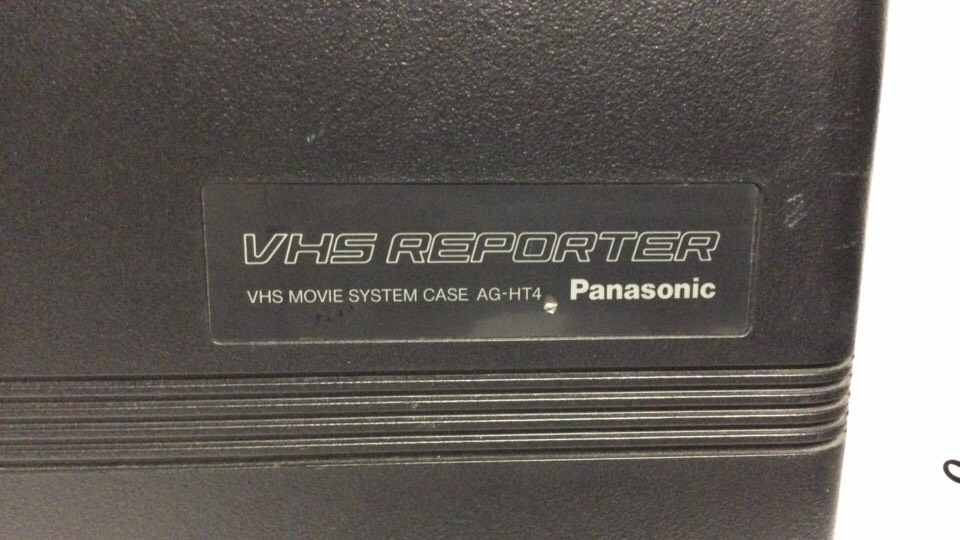 VHS REPORTER
VHS MOVIE SYSTEM CASE AG-HT4 Panasonic